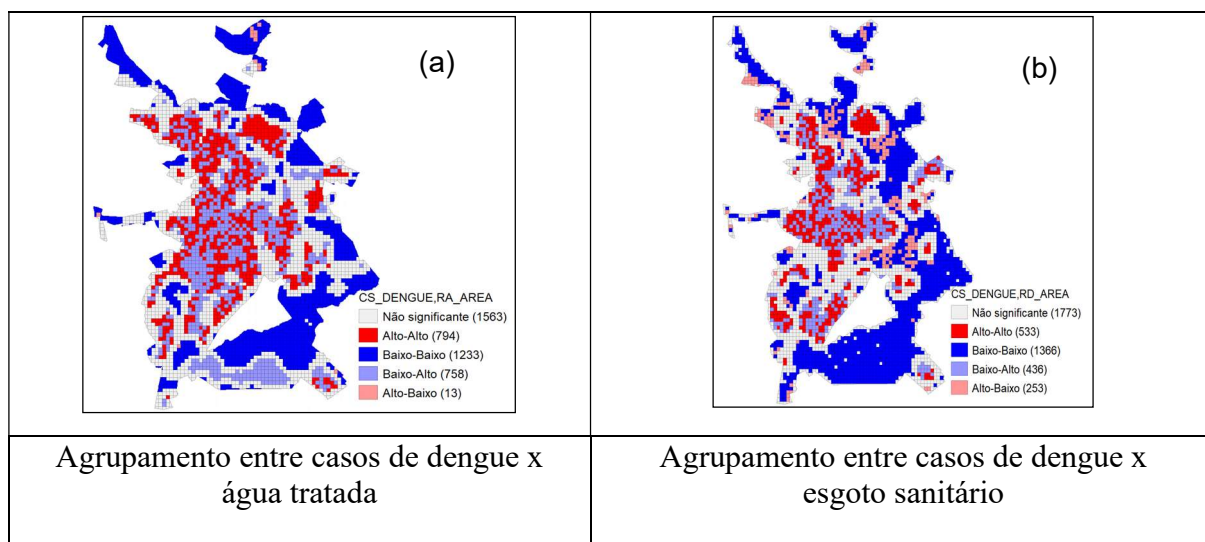 (a)
CS_DENGUE,RA_AREA
Não significante (1563)
Alto-Alto (794)
Baixo-Baixo (1233)
Baixo-Alto (758)
Alto-Baixo (13)
(b)
CS_DENGUE,RD_AREA
Não significante (1773)
Alto-Alto (533)
Baixo-Baixo (1366)
Baixo-Alto (436)
Alto-Baixo (253)
Agrupamento entre casos de dengue x
água tratada
Agrupamento entre casos de dengue x
esgoto sanitário